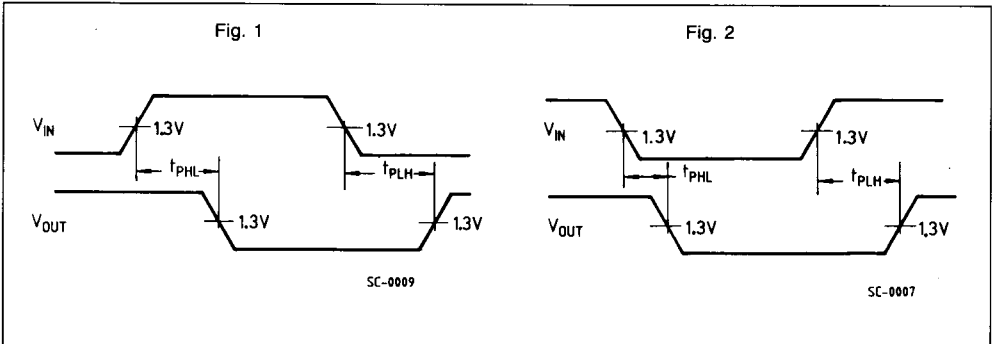 Fig. 1
V_IN
1.3V
1.3V
t_PHL
t_PLH
V_OUT
1.3V
1.3V
SC-0009
Fig. 2
V_IN
1.3V
1.3V
t_PHL
t_PLH
V_OUT
1.3V
1.3V
SC-0007